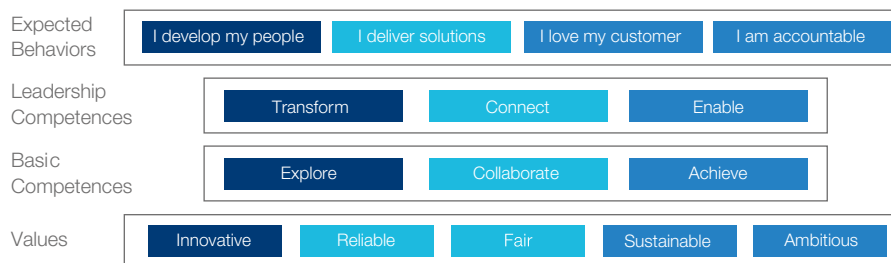 Expected
Behaviors
I develop my people I deliver solutions I love my customer I am accountable
Leadership
Competences
Transform Connect Enable
Basic
Competences
Explore Collaborate Achieve
Values Innovative Reliable Fair Sustainable Ambitious